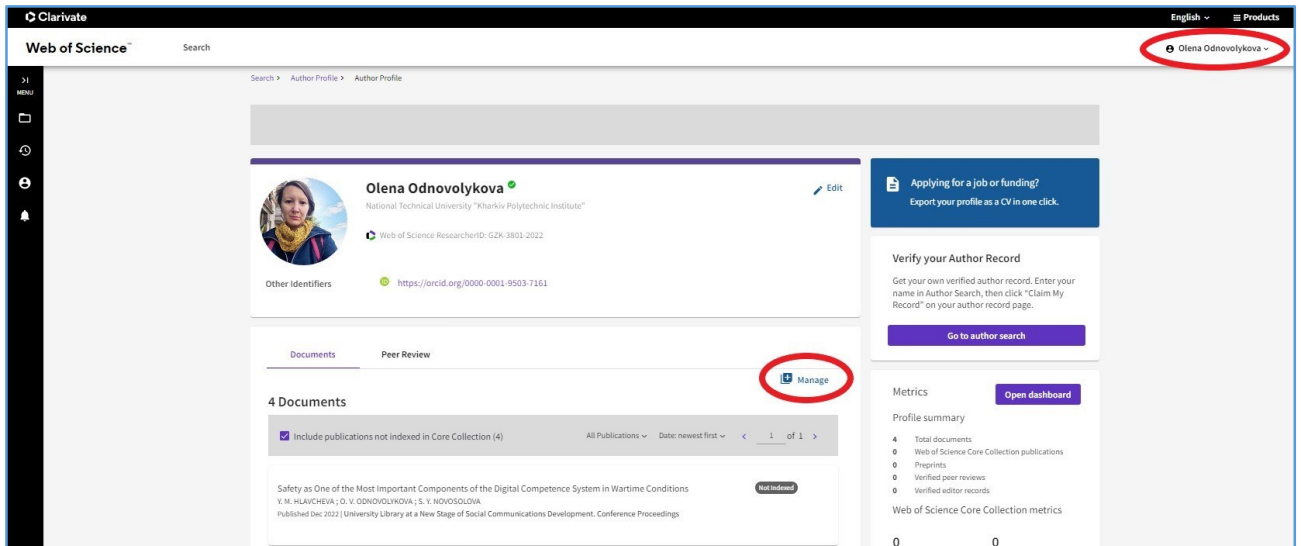 Clarivate
English
Products
Web of Science™
Search
Olena Odnovolykova
MENU
Search > Author Profile > Author Profile
Olena Odnovolykova
Edit
National Technical University "Kharkiv Polytechnic Institute"
Web of Science ResearcherID: GZK-3801-2022
Other Identifiers
iD
https://orcid.org/0000-0001-9503-7161
Applying for a job or funding?
Export your profile as a CV in one click.
Verify your Author Record
Get your own verified author record. Enter your
name in Author Search, then click "Claim My
Record" on your author record page.
Go to author search
Documents
Peer Review
Manage
4 Documents
Include publications not indexed in Core Collection (4)
All Publications
Date: newest first
< 1 of 1 >
Safety as One of the Most Important Components of the Digital Competence System in Wartime Conditions
Not Indexed
Y. M. HLAVCHEVA ; O. V. ODNOVOLYKOVA ; S. Y. NOVOSOLOVA
Published Dec 2022 | University Library at a New Stage of Social Communications Development. Conference Proceedings
Metrics
Open dashboard
Profile summary
4 Total documents
0 Web of Science Core Collection publications
0 Preprints
0 Verified peer reviews
0 Verified editor records
Web of Science Core Collection metrics
0 0